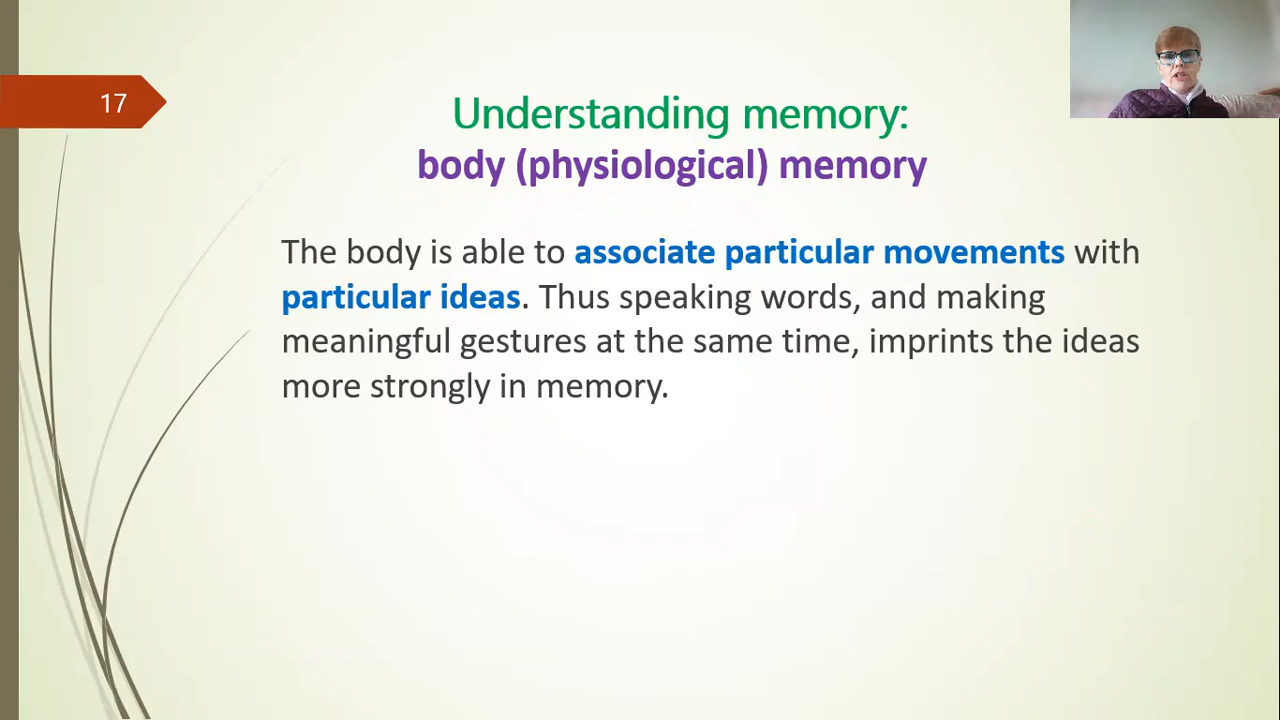 17
Understanding memory:
body (physiological) memory
The body is able to associate particular movements with
particular ideas. Thus speaking words, and making
meaningful gestures at the same time, imprints the ideas
more strongly in memory.